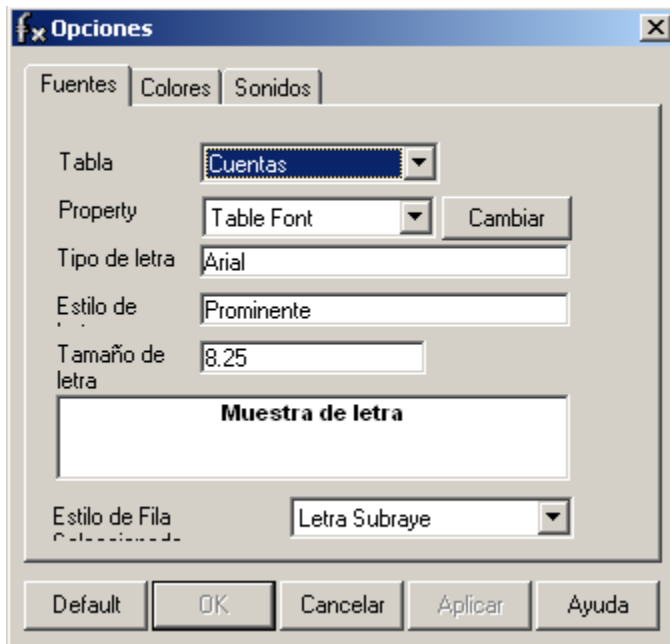 fx Opciones
Fuentes Colores Sonidos
Tabla Cuentas
Property Table Font Cambiar
Tipo de letra Arial
Estilo de Prominente
Tamaño de 8.25
letra
Muestra de letra
Estilo de Fila Letra Subraye
Default OK Cancelar Aplicar Ayuda